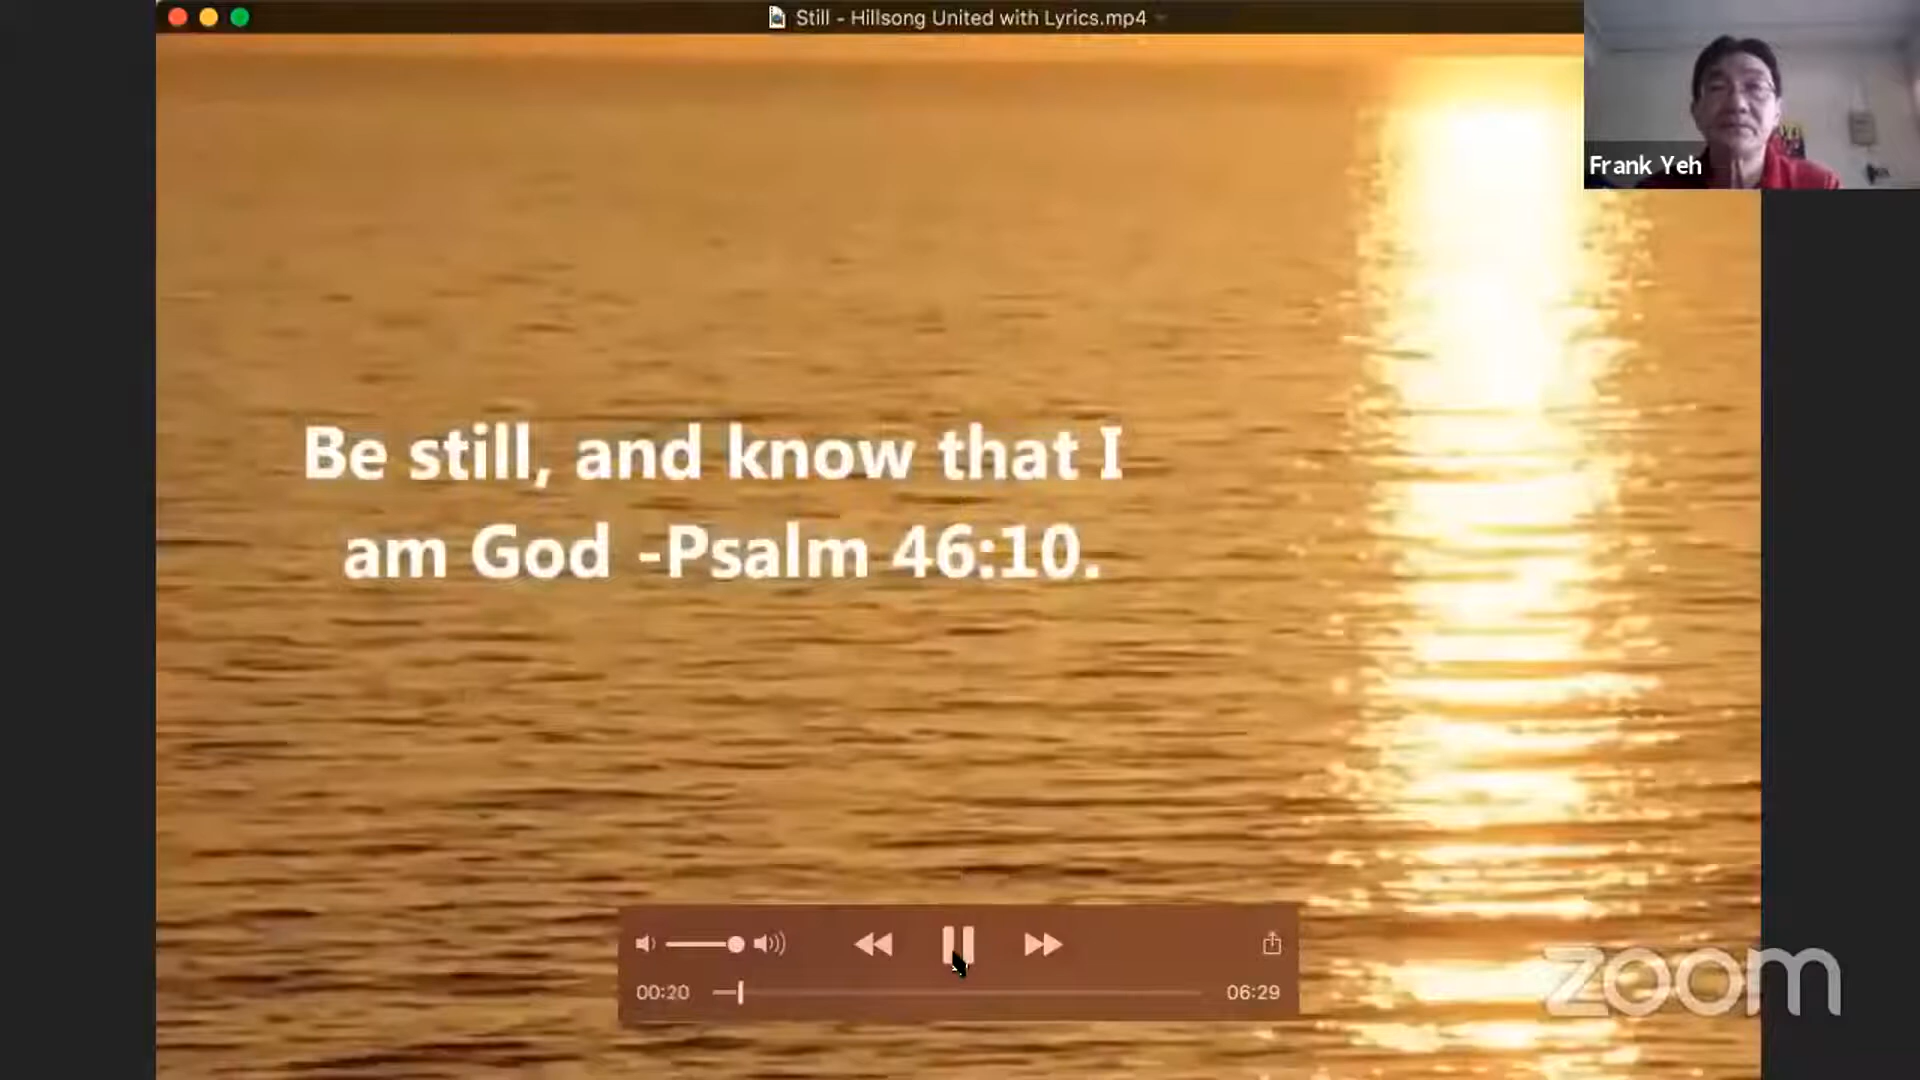 Still - Hillsong United with Lyrics.mp4
Frank Yeh
Be still, and know that I
am God -Psalm 46:10.
00:20
06:29
zoom